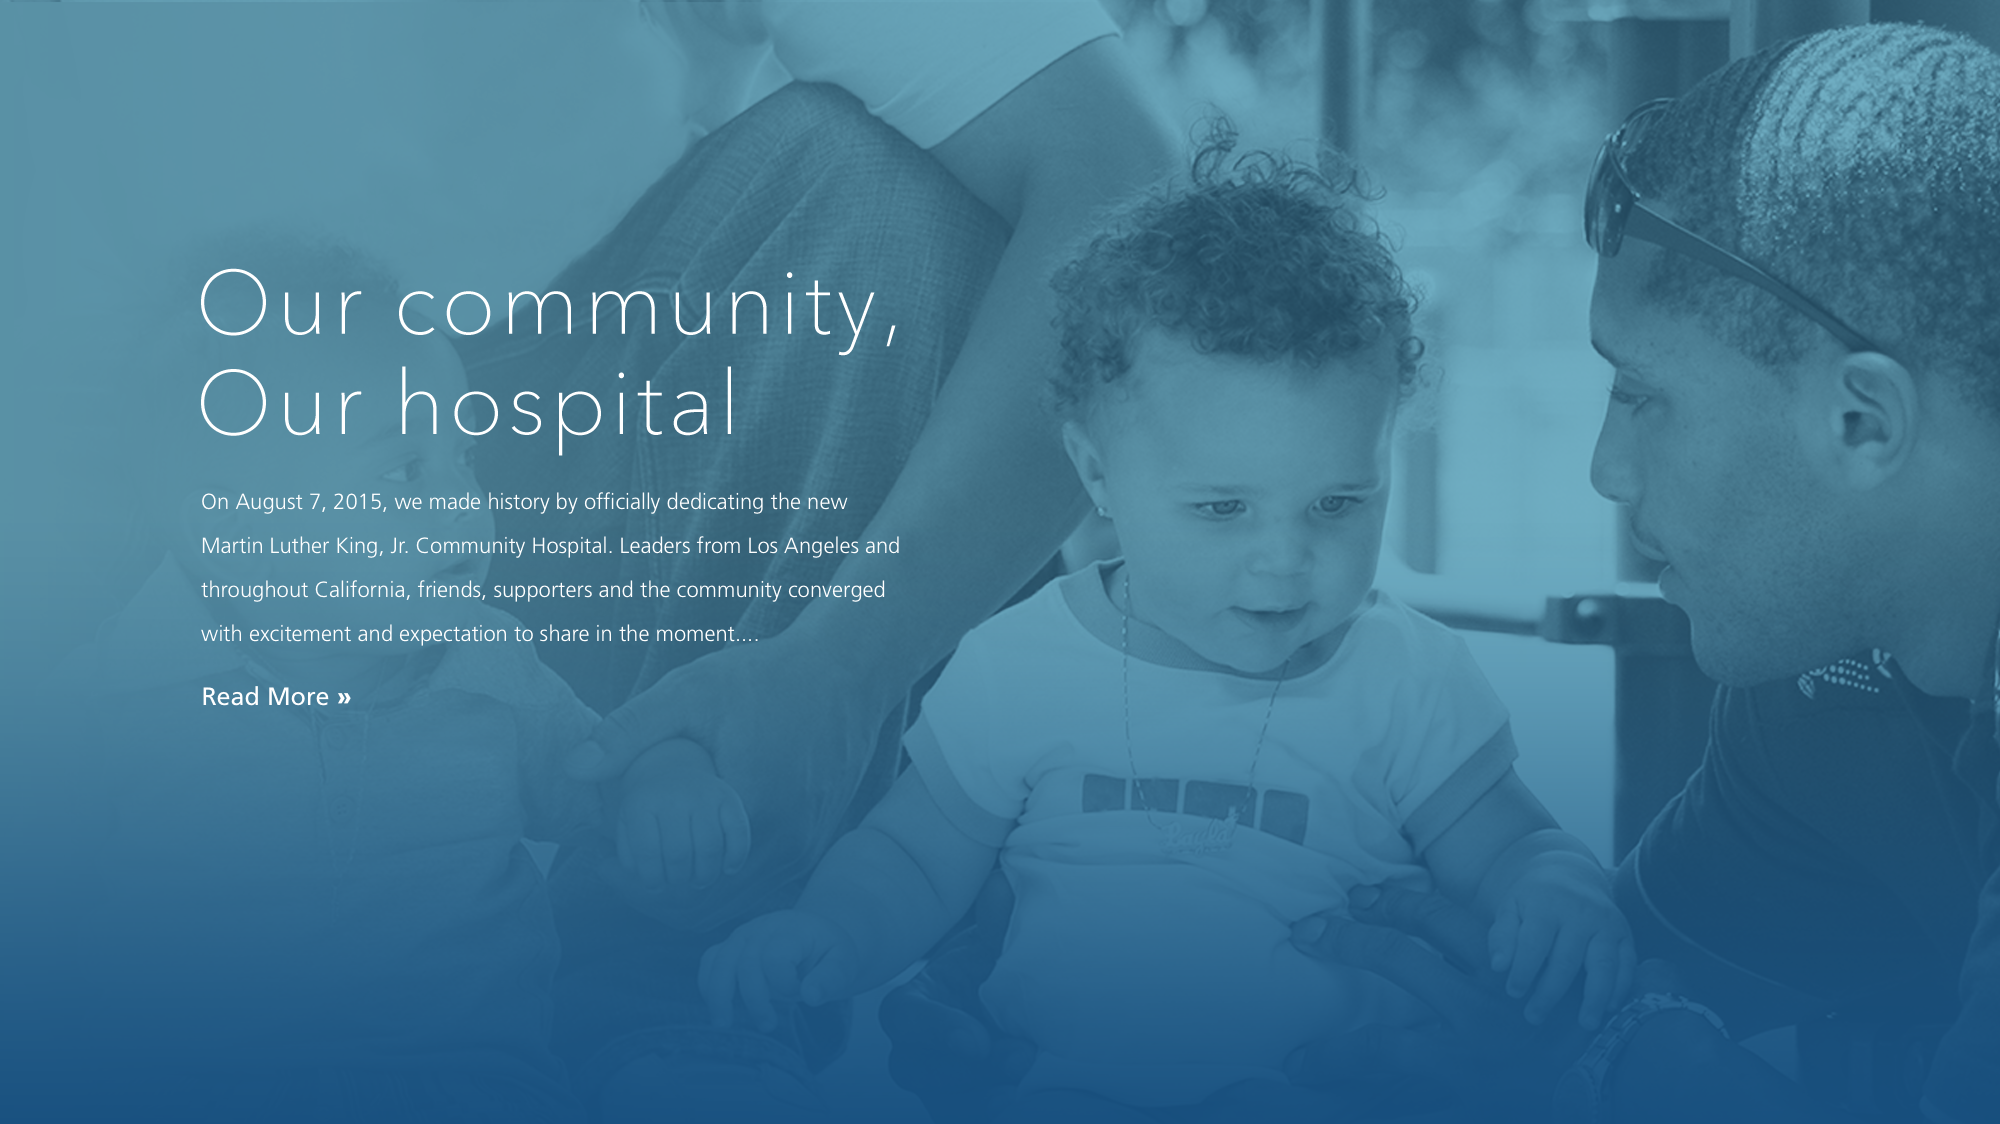 Our community,
Our hospital
On August 7, 2015, we made history by officially dedicating the new
Martin Luther King, Jr. Community Hospital. Leaders from Los Angeles and
throughout California, friends, supporters and the community converged
with excitement and expectation to share in the moment....
Read More »